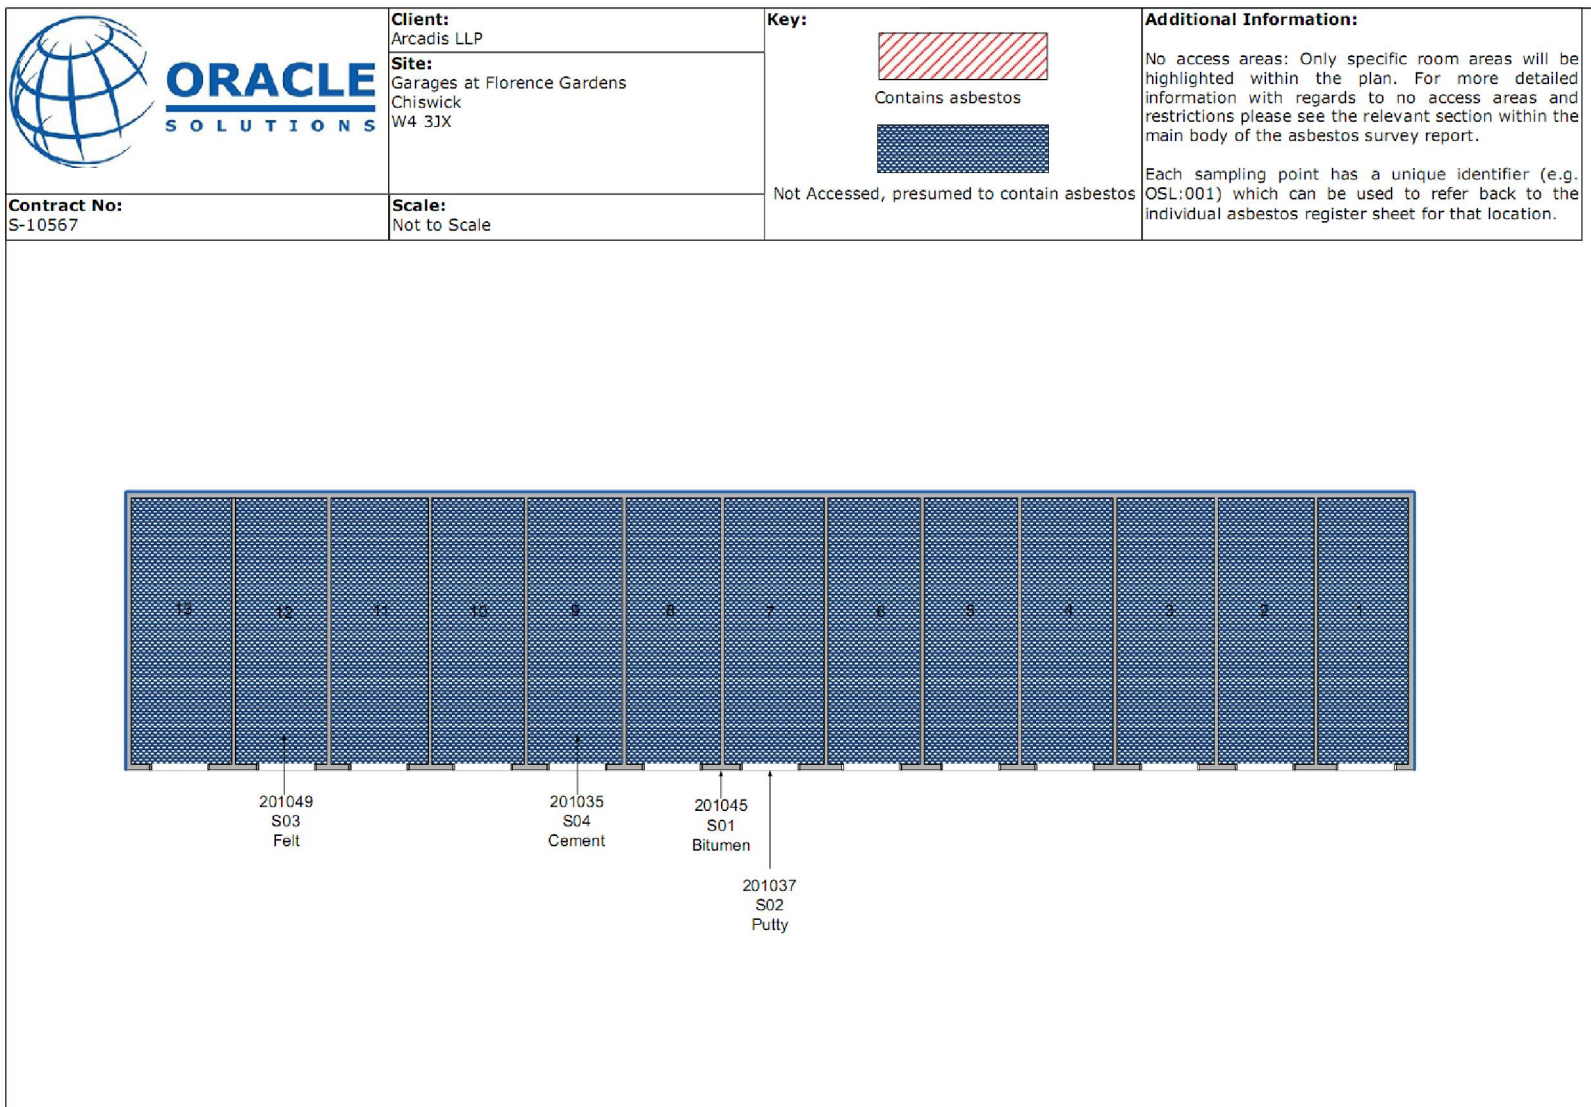 ORACLE
SOLUTIONS
Client:
Arcadis LLP
Site:
Garages at Florence Gardens
Chiswick
W4 3JX
Contract No:
S-10567
Scale:
Not to Scale
Key:
Contains asbestos
Not Accessed, presumed to contain asbestos
Additional Information:
No access areas: Only specific room areas will be
highlighted within the plan. For more detailed
information with regards to no access areas and
restrictions please see the relevant section within the
main body of the asbestos survey report.
Each sampling point has a unique identifier (e.g.
OSL:001) which can be used to refer back to the
individual asbestos register sheet for that location.
13 12 11 10 9 8 7 6 5 4 3 2 1
201049
S03
Felt
201035
S04
Cement
201045
S01
Bitumen
201037
S02
Putty